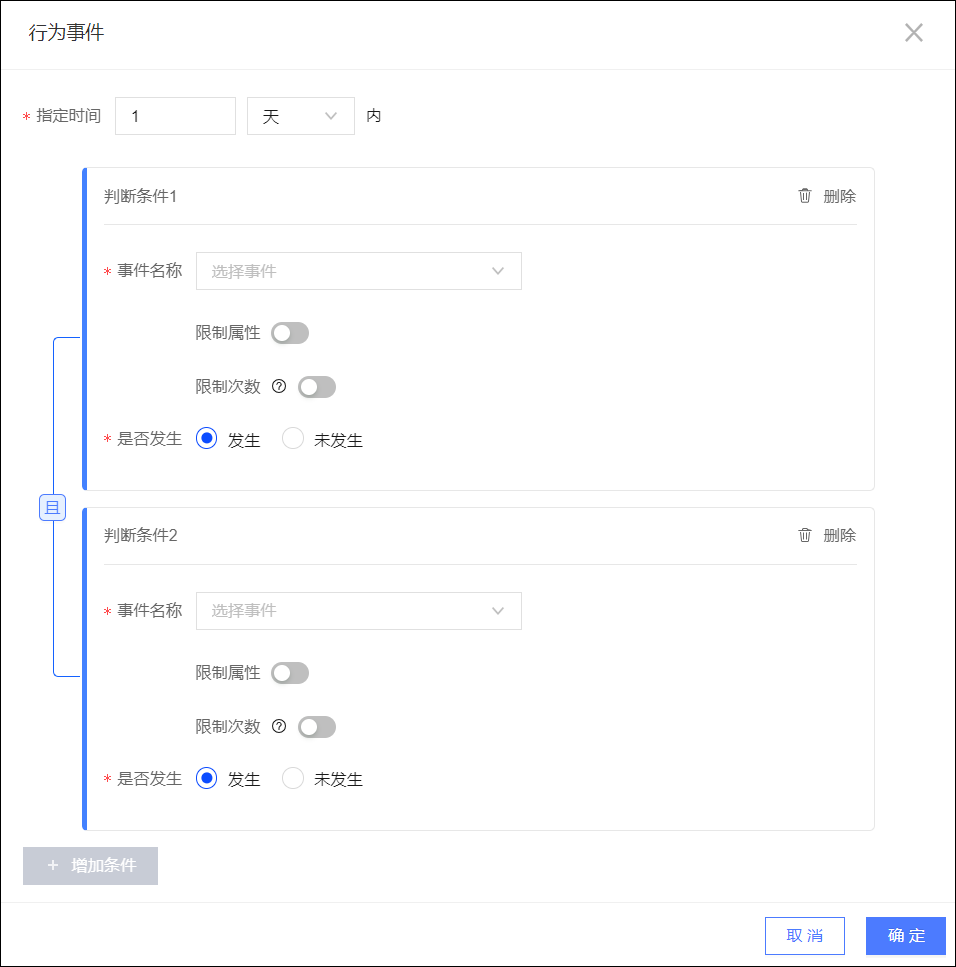 行为事件
* 指定时间 1 天 内
判断条件1 删除
* 事件名称 选择事件
限制属性
限制次数 ?
* 是否发生 发生 未发生
且
判断条件2 删除
* 事件名称 选择事件
限制属性
限制次数 ?
* 是否发生 发生 未发生
+ 增加条件
取消 确定